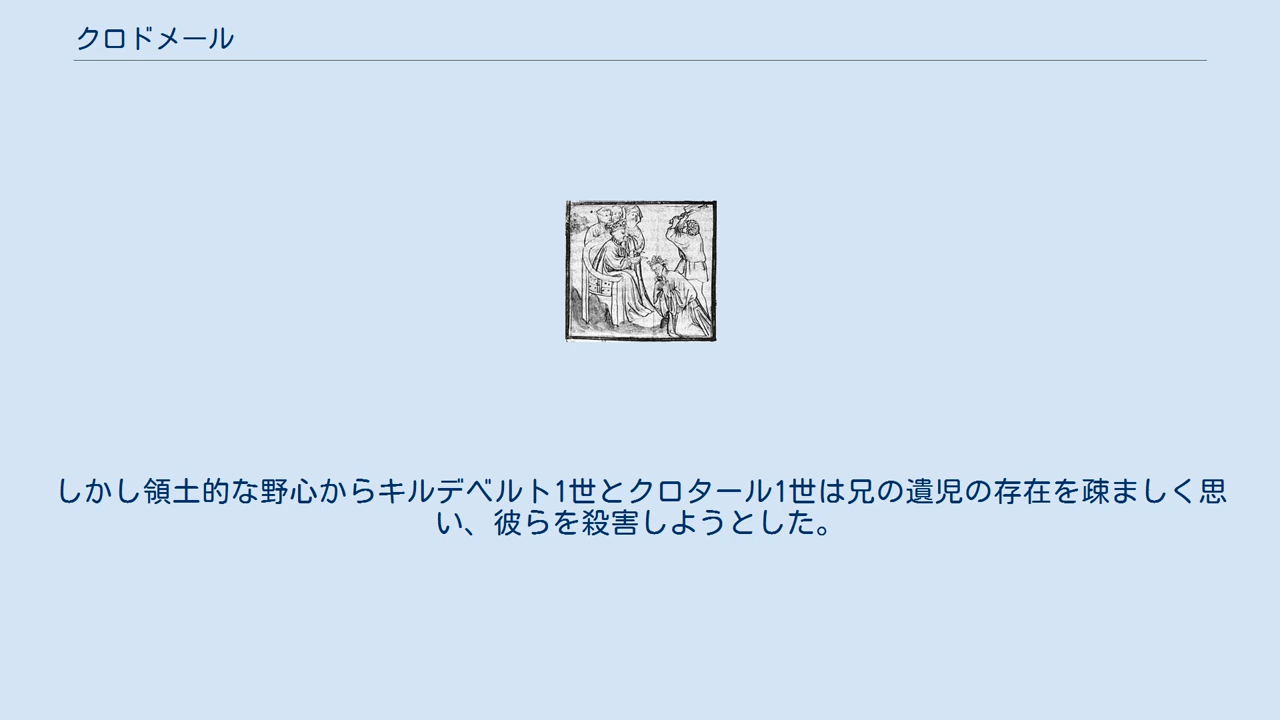 クロドメール
しかし領土的な野心からキルデベルト1世とクロタール1世は兄の遺児の存在を疎ましく思
い、彼らを殺害しようとした。